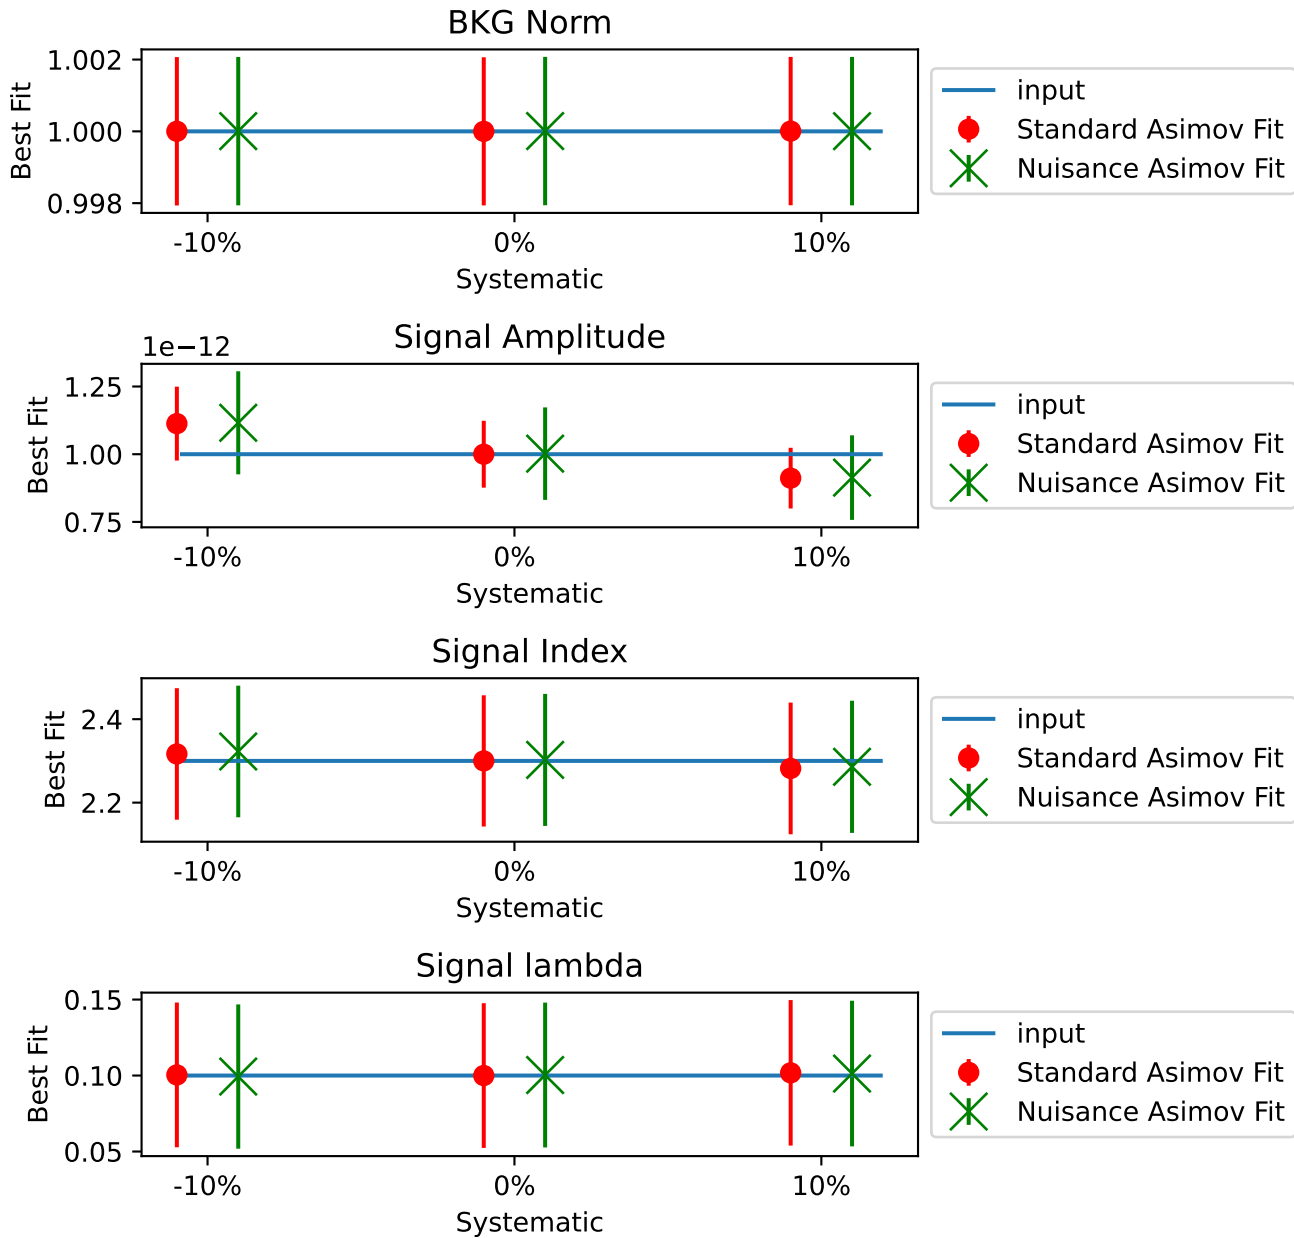 BKG Norm
1.002
1.000
0.998
Best Fit
-10%
0%
10%
Systematic
input
Standard Asimov Fit
Nuisance Asimov Fit
Signal Amplitude
1e−12
1.25
1.00
0.75
Best Fit
-10%
0%
10%
Systematic
input
Standard Asimov Fit
Nuisance Asimov Fit
Signal Index
2.4
2.2
Best Fit
-10%
0%
10%
Systematic
input
Standard Asimov Fit
Nuisance Asimov Fit
Signal lambda
0.15
0.10
0.05
Best Fit
-10%
0%
10%
Systematic
input
Standard Asimov Fit
Nuisance Asimov Fit